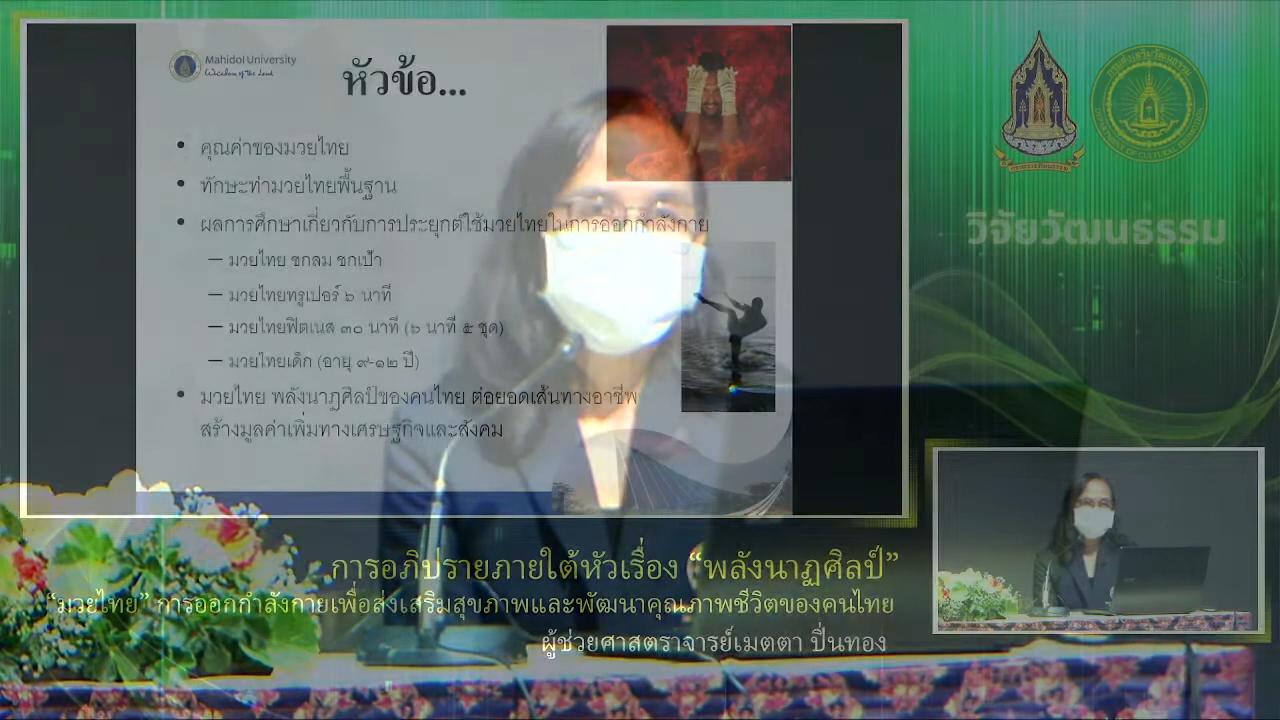 Mahidol University
Wisdom of the Land
หัวข้อ...
• คุณค่าของมวยไทย
• ทักษะท่ามวยไทยพื้นฐาน
• ผลการศึกษาเกี่ยวกับการประยุกต์ใช้มวยไทยในการออกกำลังกาย
– มวยไทย ชกลม ชกเป้า
– มวยไทยทรูเปอร์ ๖ นาที
– มวยไทยฟิตเนส ๓๐ นาที (๖ นาที ๕ ชุด)
– มวยไทยเด็ก (อายุ ๙-๑๒ ปี)
• มวยไทย พลังนาฏศิลป์ของคนไทย ต่อยอดเส้นทางอาชีพ
สร้างมูลค่าเพิ่มทางเศรษฐกิจและสังคม
วิจัยวัฒนธรรม
การอภิปรายภายใต้หัวเรื่อง “พลังนาฏศิลป์”
“มวยไทย” การออกกำลังกายเพื่อส่งเสริมสุขภาพและพัฒนาคุณภาพชีวิตของคนไทย
ผู้ช่วยศาสตราจารย์เมตตา ปิ่นทอง